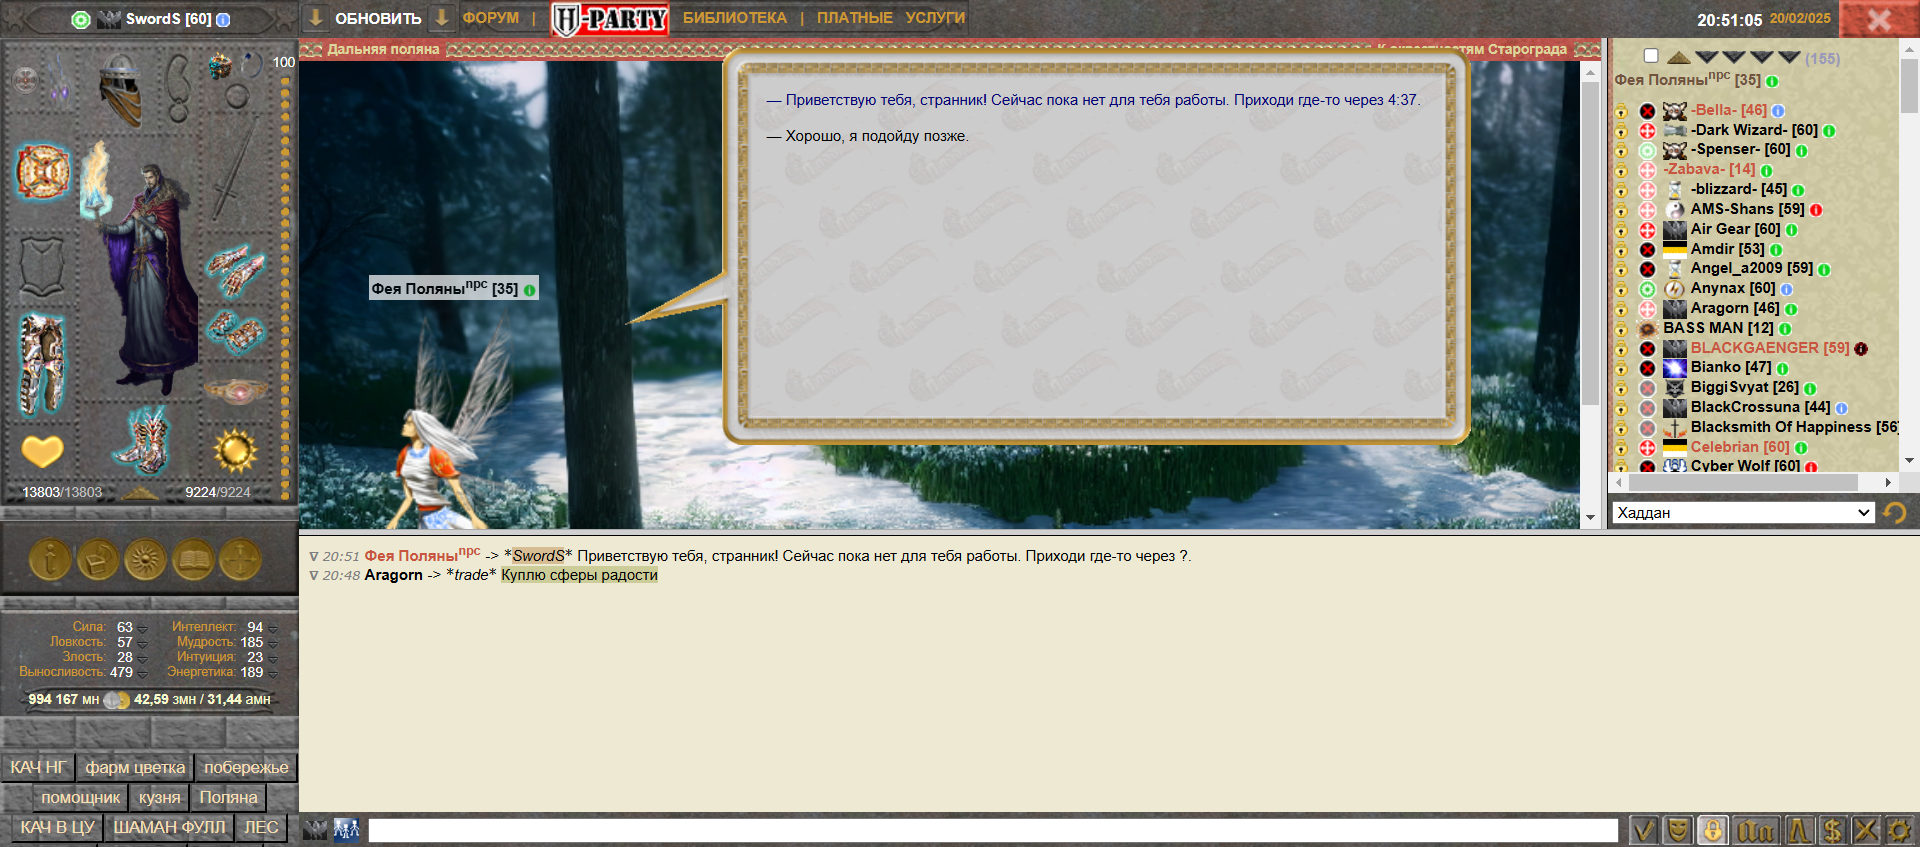 SwordS [60]
ОБНОВИТЬ
ФОРУМ |
H-PARTY
БИБЛИОТЕКА | ПЛАТНЫЕ УСЛУГИ
20:51:05 20/02/025
Дальняя поляна
К окрестностям Старограда
100
— Приветствую тебя, странник! Сейчас пока нет для тебя работы. Приходи где-то через 4:37.
— Хорошо, я подойду позже.
Фея Поляныnpc [35]
13803/13803
9224/9224
(155)
Фея Поляныnpc [35]
-Bella- [46]
-Dark Wizard- [60]
-Spenser- [60]
-Zabava- [14]
-blizzard- [45]
AMS-Shans [59]
Air Gear [60]
Amdir [53]
Angel_a2009 [59]
Anynax [60]
Aragorn [46]
BASS MAN [12]
BLACKGAENGER [59]
Bianko [47]
BiggiSvyat [26]
BlackCrossuna [44]
Blacksmith Of Happiness [56]
Celebrian [60]
Cyber Wolf [60]
Хаддан
20:51 Фея Поляныnpc -> *SwordS* Приветствую тебя, странник! Сейчас пока нет для тебя работы. Приходи где-то через ?.
20:48 Aragorn -> *trade* Куплю сферы радости
Сила: 63 Интеллект: 94
Ловкость: 57 Мудрость: 185
Злость: 28 Интуиция: 23
Выносливость: 479 Энергетика: 189
994 167 мн 42,59 змн / 31,44 амн
КАЧ НГ фарм цветка побережье
помощник кузня Поляна
КАЧ В ЦУ ШАМАН ФУЛЛ ЛЕС